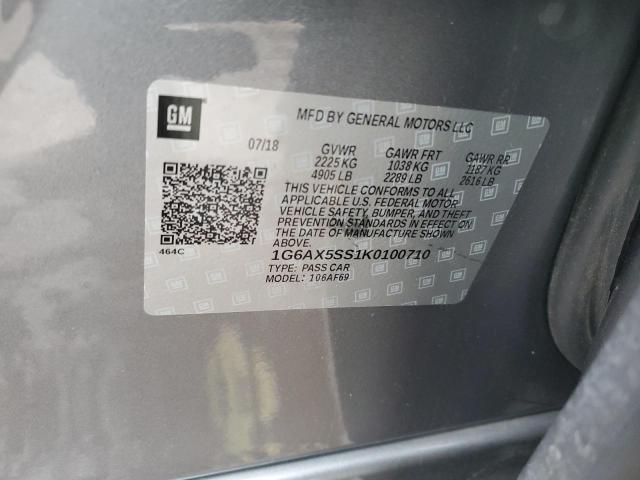 GM
MFD BY GENERAL MOTORS LLC
07/18 GVWR GAWR FRT GAWR RR
2225 KG 1038 KG 1187 KG
4905 LB 2289 LB 2616 LB
THIS VEHICLE CONFORMS TO ALL
APPLICABLE U.S. FEDERAL MOTOR
VEHICLE SAFETY, BUMPER, AND THEFT
PREVENTION STANDARDS IN EFFECT ON
THE DATE OF MANUFACTURE SHOWN
ABOVE.
464C
1G6AX5SS1K0100710
TYPE: PASS CAR
MODEL: 106AF69